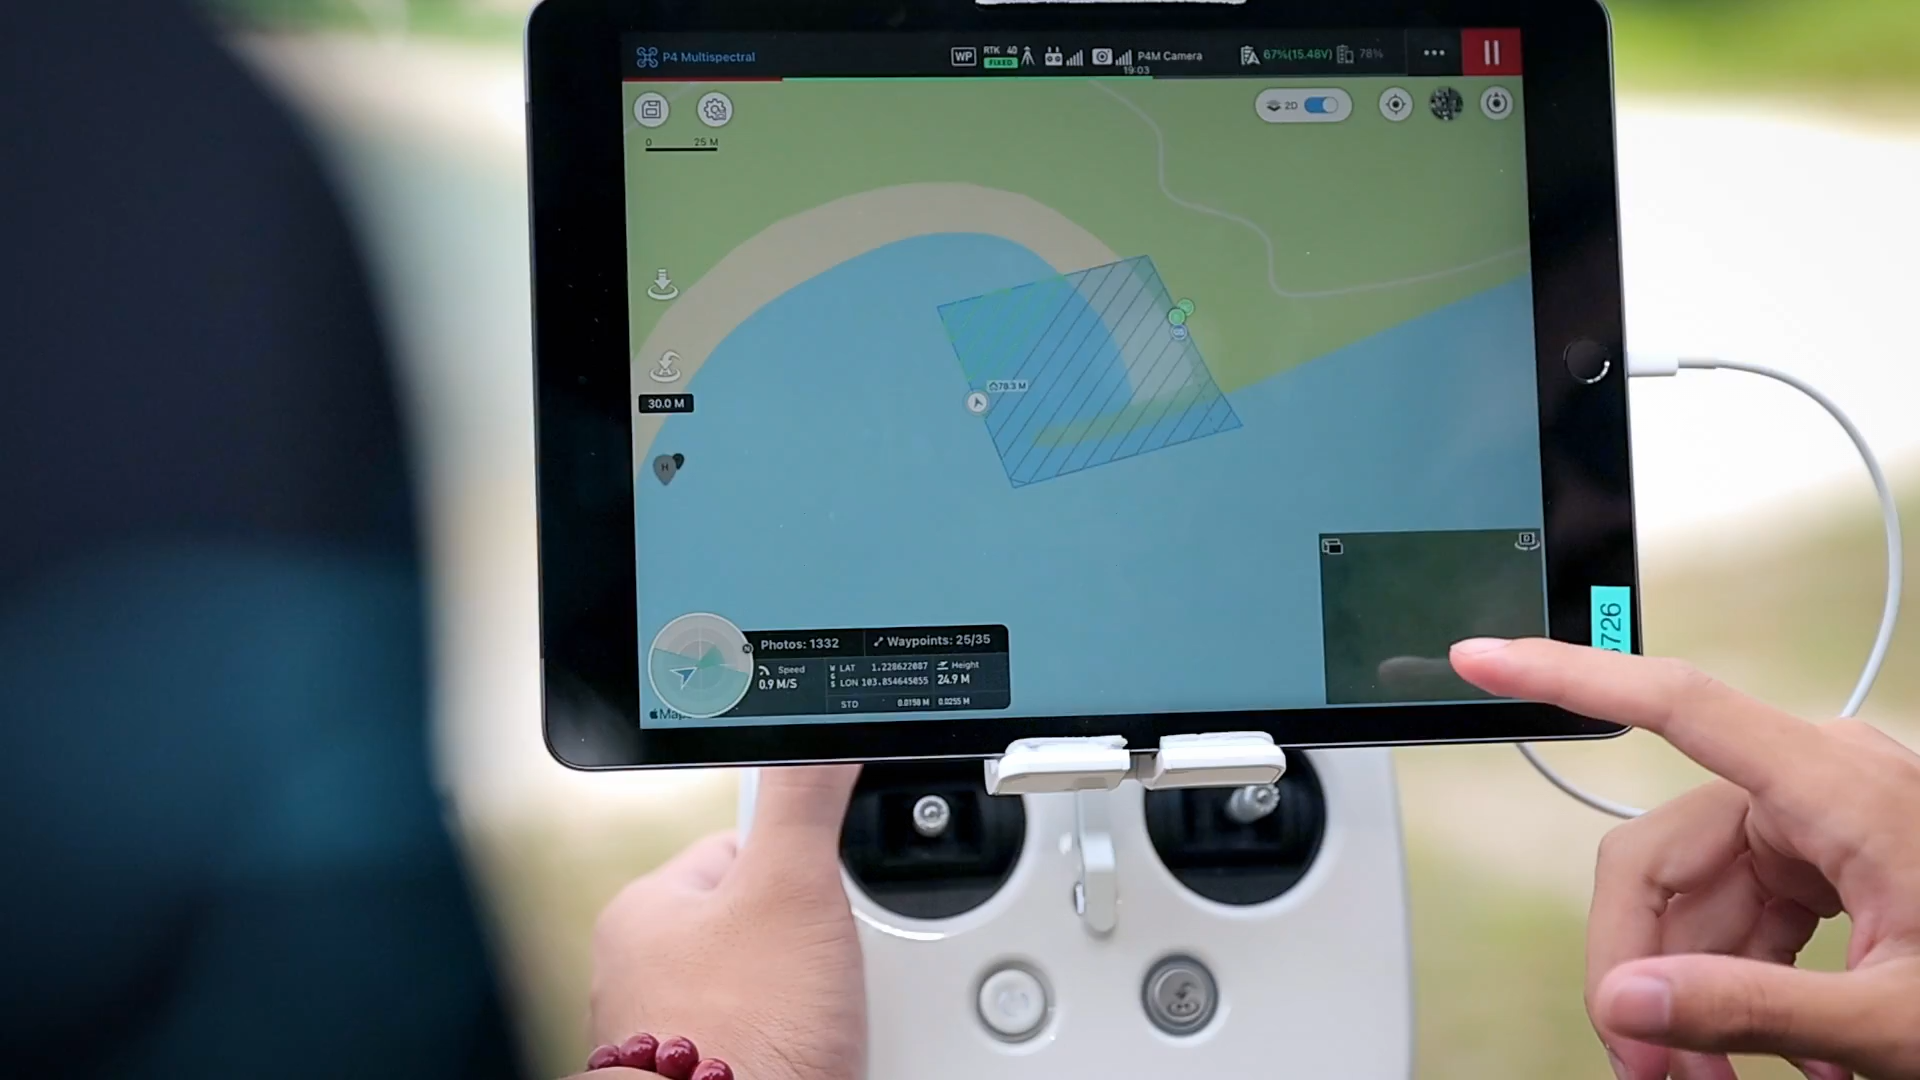 P4 Multispectral
WP
RTK 40
FIXED
P4M Camera
67%(15.48V)
78%
19:03
0 25 M
2D
78.3 M
30.0 M
H
Photos: 1332
Waypoints: 25/35
Speed
0.9 M/S
WGS
LAT 1.228622087
LON 103.854645055
Height
24.9 M
STD 0.0198 M 0.0255 M
N
D
726